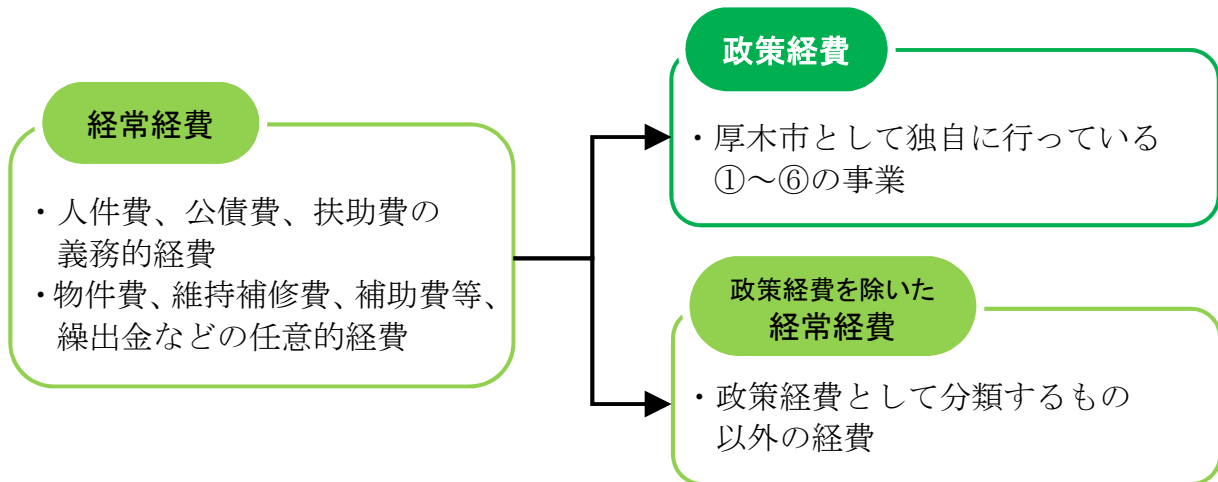 経常経費
・人件費、公債費、扶助費の
義務的経費
・物件費、維持補修費、補助費等、
繰出金などの任意的経費
政策経費
・厚木市として独自に行っている
①～⑥の事業
政策経費を除いた
経常経費
・政策経費として分類するもの
以外の経費